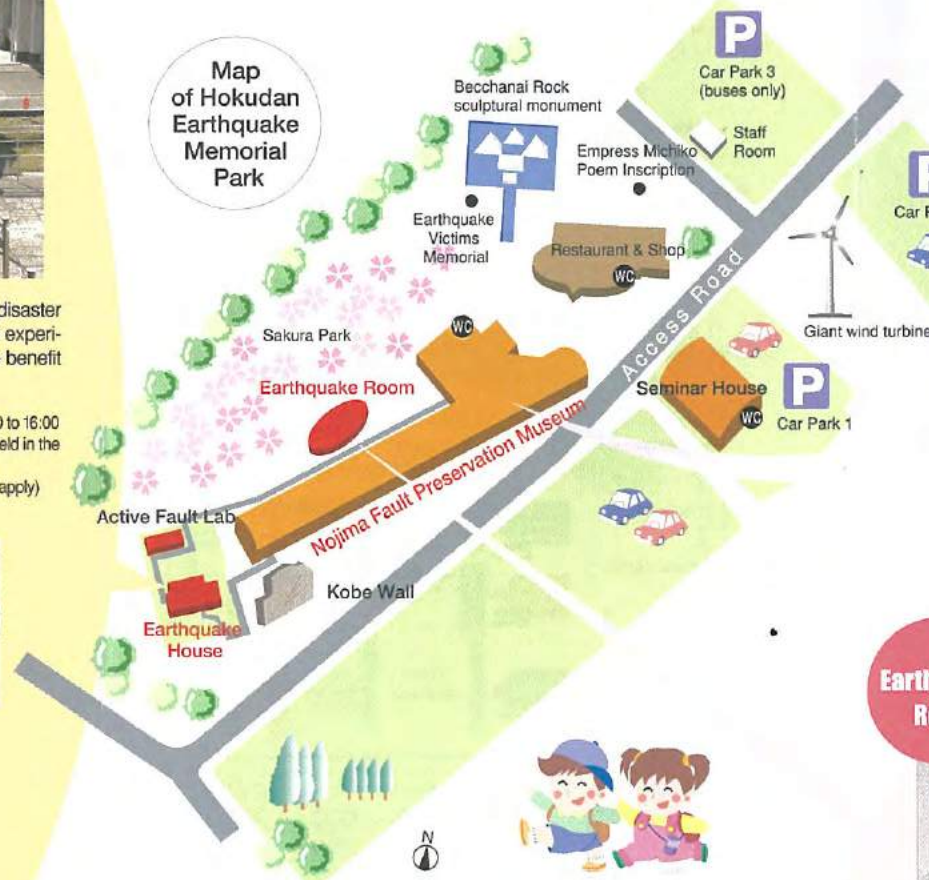 Map
of Hokudan
Earthquake
Memorial
Park
disaster
experi-
benefit
to 16:00
eld in the
apply)
P
Car Park 3
(buses only)
Staff
Room
Becchanai Rock
sculptural monument
Empress Michiko
Poem Inscription
Earthquake
Victims
Memorial
Restaurant & Shop
WC
P
Car P
Giant wind turbine
Access Road
Sakura Park
WC
Earthquake Room
Seminar House
WC
P
Car Park 1
Nojima Fault Preservation Museum
Active Fault Lab
Kobe Wall
Earthquake
House
Earth
R
N